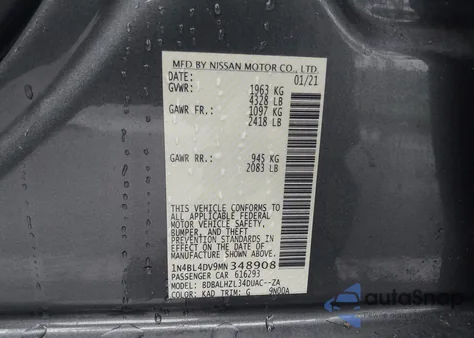 MFD BY NISSAN MOTOR CO., LTD.
DATE: 01/21
GVWR: 1963 KG
4328 LB
GAWR FR.: 1097 KG
2418 LB
GAWR RR.: 945 KG
2083 LB
THIS VEHICLE CONFORMS TO
ALL APPLICABLE FEDERAL
MOTOR VEHICLE SAFETY,
BUMPER, AND THEFT
PREVENTION STANDARDS IN
EFFECT ON THE DATE OF
MANUFACTURE SHOWN ABOVE.
1N4BL4DV9MN348908
PASSENGER CAR 616293
MODEL: BDBALHZL34DUAC--ZA
COLOR: KAD TRIM: G 9N00A
AutoSnap